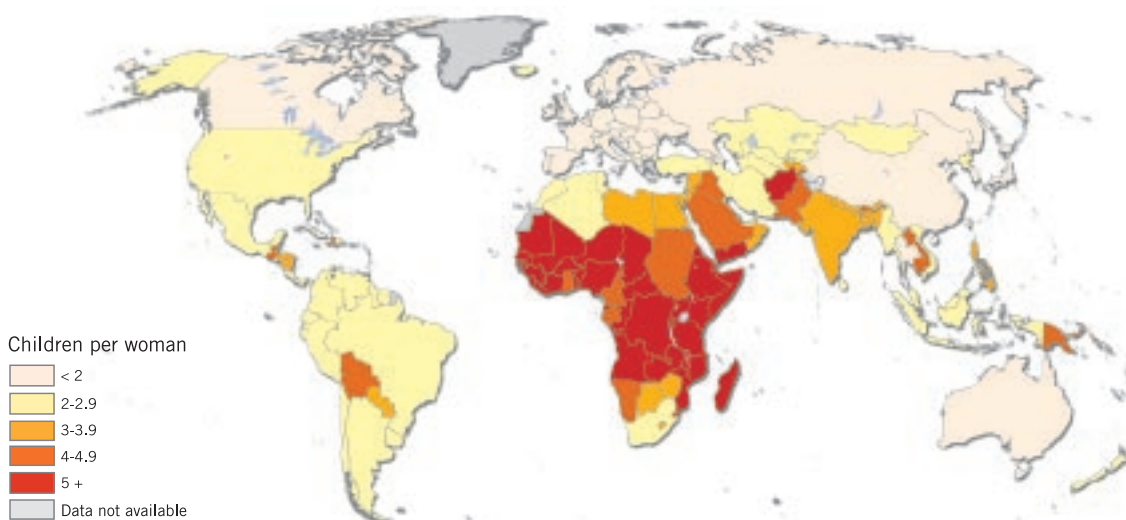 Children per woman
< 2
2-2.9
3-3.9
4-4.9
5 +
Data not available